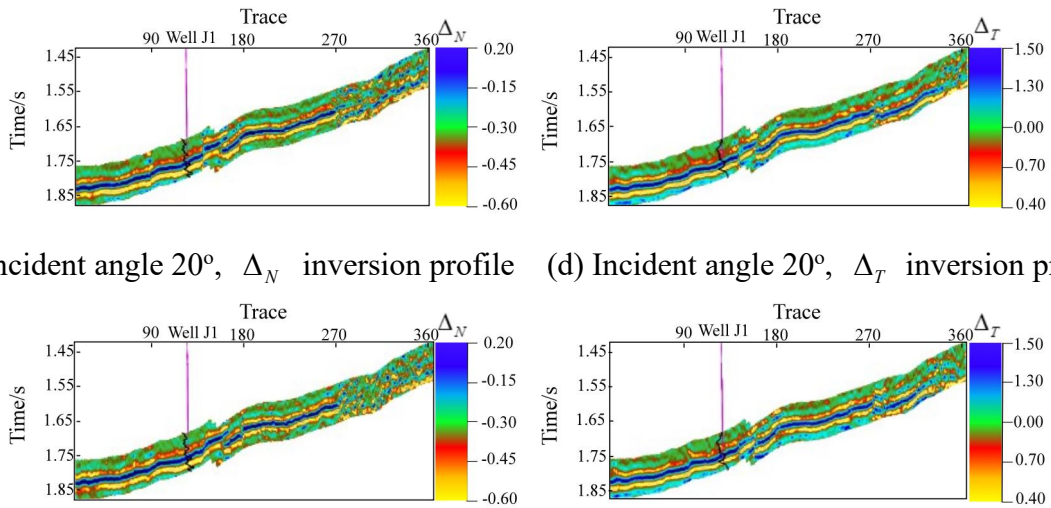 Trace
Δ_N
90 Well J1 180 270 360
0.20
-0.15
-0.30
-0.45
-0.60
1.45
1.55
1.65
1.75
1.85
Time/s
Trace
Δ_T
90 Well J1 180 270 360
1.50
1.30
0.00
0.70
0.40
1.45
1.55
1.65
1.75
1.85
Time/s
ncident angle 20°, Δ_N inversion profile
(d) Incident angle 20°, Δ_T inversion p
Trace
Δ_N
90 Well J1 180 270 360
0.20
-0.15
-0.30
-0.45
-0.60
1.45
1.55
1.65
1.75
1.85
Time/s
Trace
Δ_T
90 Well J1 180 270 360
1.50
1.30
0.00
0.70
0.40
1.45
1.55
1.65
1.75
1.85
Time/s